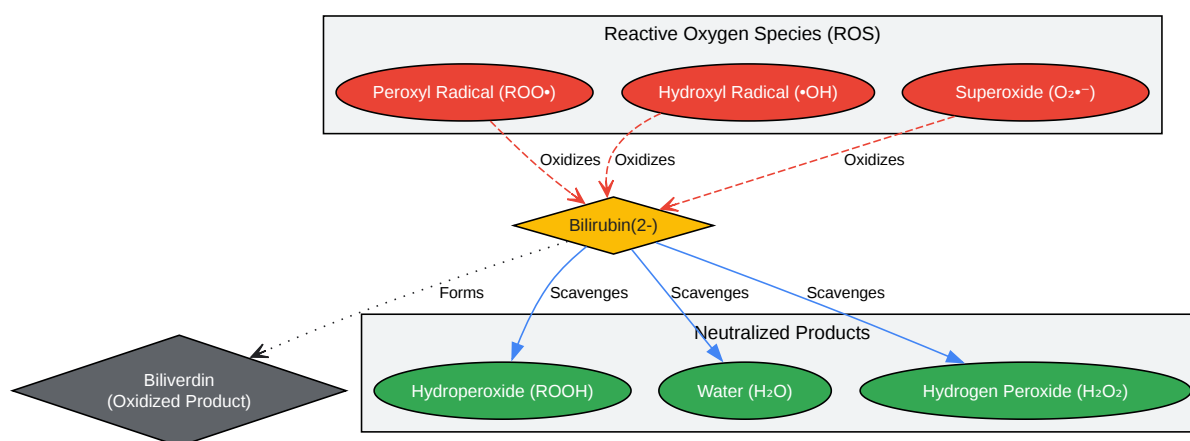 Reactive Oxygen Species (ROS)
Peroxyl Radical (ROO•)
Hydroxyl Radical (•OH)
Superoxide (O₂•⁻)
Oxidizes
Oxidizes
Oxidizes
Bilirubin(2-)
Forms
Scavenges
Scavenges
Scavenges
Neutralized Products
Biliverdin
(Oxidized Product)
Hydroperoxide (ROOH)
Water (H₂O)
Hydrogen Peroxide (H₂O₂)